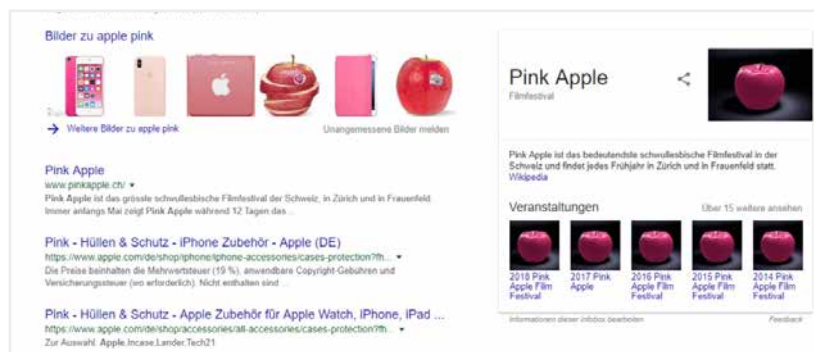 Bilder zu apple pink
Weitere Bilder zu apple pink
Unangemessene Bilder melden
Pink Apple
www.pinkapple.ch/
Pink Apple ist das grösste schwullesbische Filmfestival der Schweiz, in Zürich und in Frauenfeld.
Immer anfangs Mai zeigt Pink Apple während 12 Tagen das ...
Pink - Hüllen & Schutz - iPhone Zubehör - Apple (DE)
https://www.apple.com/de/shop/iphone/iphone-accessories/cases-protection?fh...
Die Preise beinhalten die Mehrwertsteuer (19 %), anwendbare Copyright-Gebühren und
Versicherungssteuer (wo erforderlich). Nicht enthalten sind ...
Pink - Hüllen & Schutz - Apple Zubehör für Apple Watch, iPhone, iPad ...
https://www.apple.com/de/shop/accessories/all-accessories/cases-protection?fh...
Zur Auswahl. Apple.Incase.Lander.Tech21
Pink Apple
Filmfestival
Pink Apple ist das bedeutendste schwullesbische Filmfestival in der
Schweiz und findet jedes Frühjahr in Zürich und in Frauenfeld statt.
Wikipedia
Veranstaltungen
Über 15 weitere ansehen
2018 Pink
Apple Film
Festival
2017 Pink
Apple
2016 Pink
Apple Film
Festival
2015 Pink
Apple Film
Festival
2014 Pink
Apple Film
Festival
Informationen dieser Infobox bearbeiten
Feedback